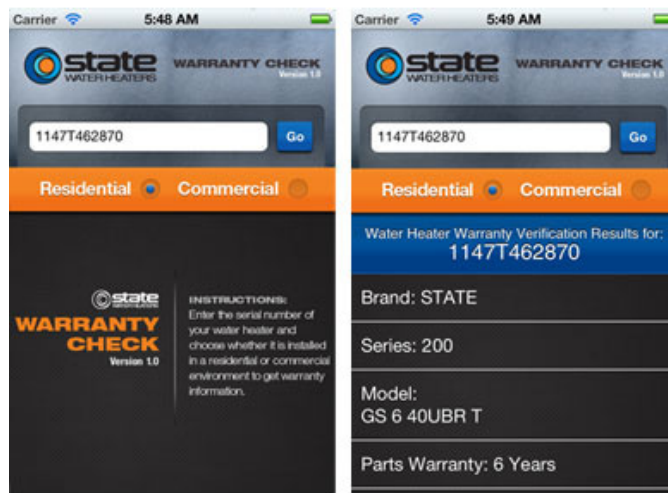 Carrier 5:48 AM
state
WATER HEATERS
WARRANTY CHECK
Version 1.0
1147T462870 Go
Residential Commercial
state
WATER HEATERS
WARRANTY
CHECK
Version 1.0
INSTRUCTIONS:
Enter the serial number of
your water heater and
choose whether it is installed
in a residential or commercial
environment to get warranty
information.
Carrier 5:49 AM
state
WATER HEATERS
WARRANTY CHECK
Version 1.0
1147T462870 Go
Residential Commercial
Water Heater Warranty Verification Results for:
1147T462870
Brand: STATE
Series: 200
Model:
GS 6 40UBR T
Parts Warranty: 6 Years